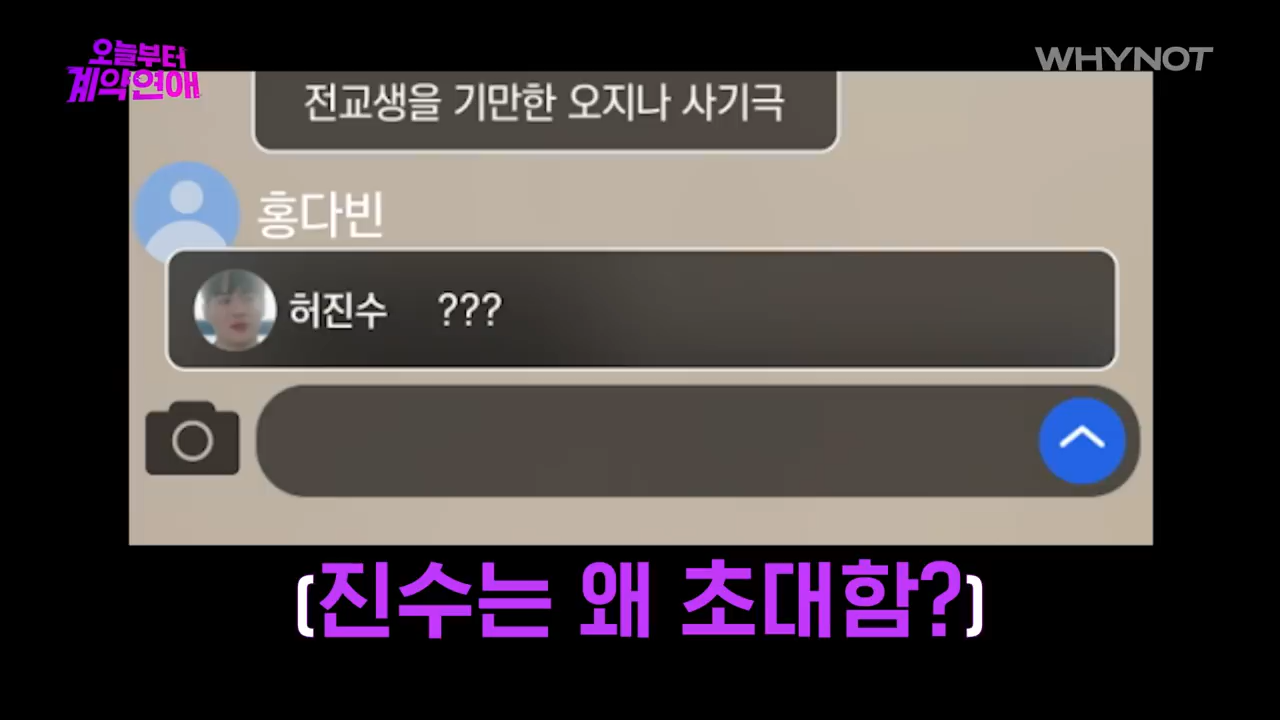 오늘부터
계약연애
WHYNOT
전교생을 기만한 오지나 사기극
홍다빈
허진수 ???
(진수는 왜 초대함?)